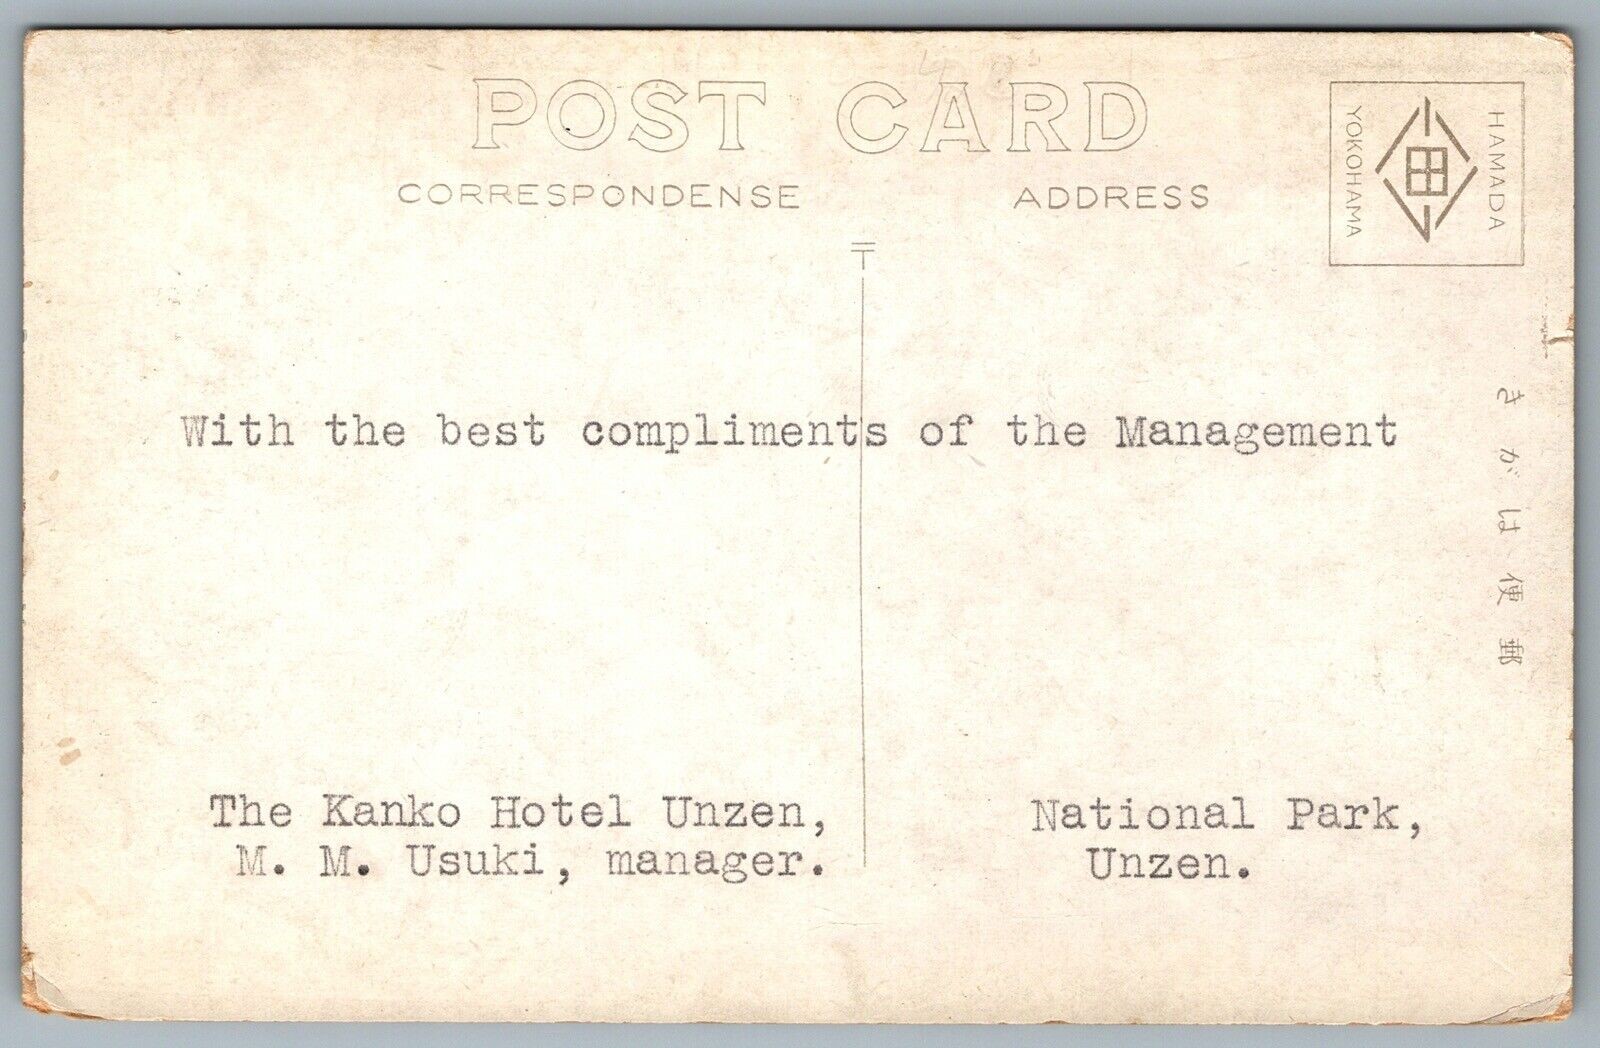 POST CARD
CORRESPONDENSE ADDRESS
HAMADA
田
YOKOHAMA
〒
With the best compliments of the Management
きがは便郵
The Kanko Hotel Unzen, National Park,
M. M. Usuki, manager. Unzen.